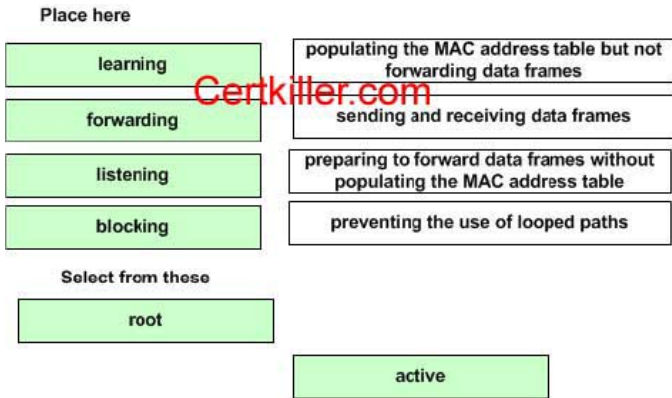 Place here
learning
populating the MAC address table but not
forwarding data frames
Certkiller.com
forwarding
sending and receiving data frames
listening
preparing to forward data frames without
populating the MAC address table
blocking
preventing the use of looped paths
Select from these
root
active